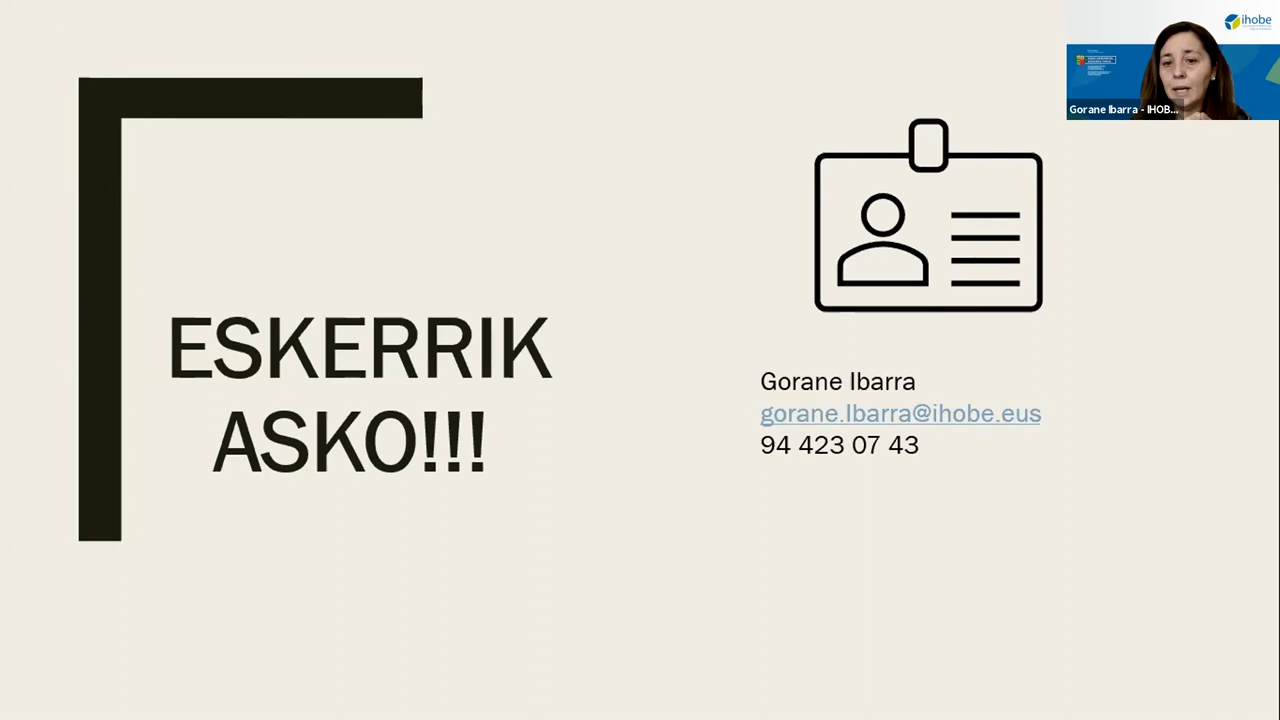 ihobe
Gorane Ibarra - IHOB...
ESKERRIK
ASKO!!!
Gorane Ibarra
gorane.Ibarra@ihobe.eus
94 423 07 43